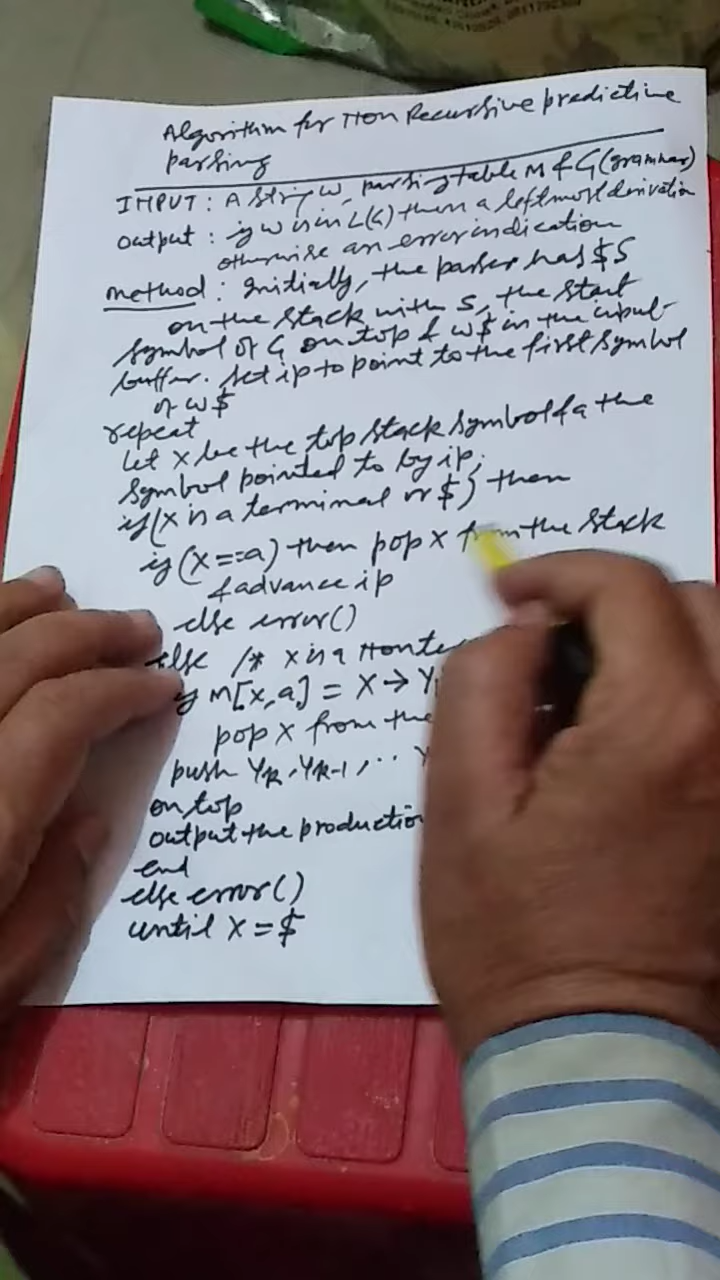 Algorithm for Non Recursive predictive
parsing
INPUT : A string w, parsing table M & G (grammar)
output : if w is in L(G) then a leftmost derivation
otherwise an error indication
method : Initially, the parser has $S
on the stack with S, the start
symbol of G on top & w$ in the input
buffer. set ip to point to the first symbol
of w$
repeat
let X be the top stack symbol & a the
symbol pointed to by ip;
if (X is a terminal or $) then
if (X==a) then pop X from the stack
& advance ip
else error()
else /* X is a Nonte
if M[X,a] = X → Y
pop X from the
push Yk, Yk-1, .. Y
on top
output the production
end
else error()
until X = $